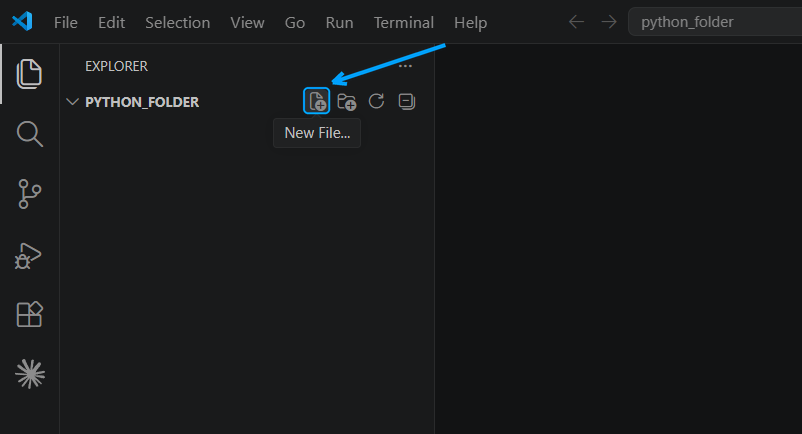 File Edit Selection View Go Run Terminal Help python_folder
EXPLORER
PYTHON_FOLDER
New File...